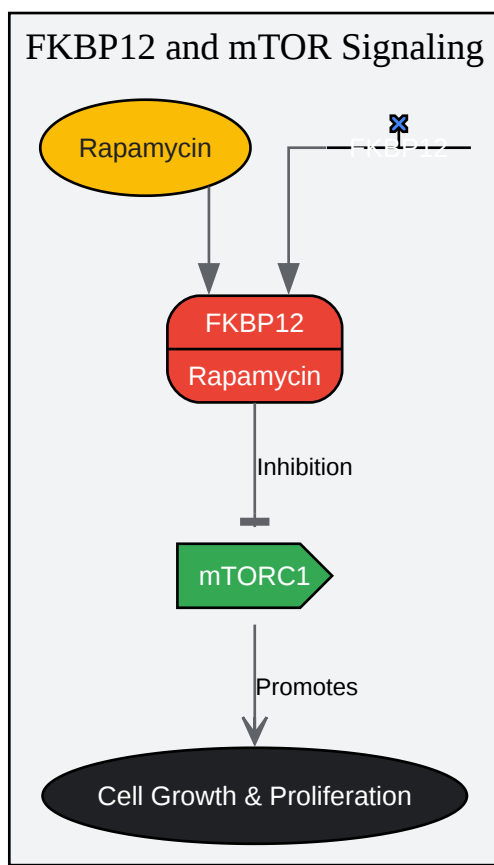 FKBP12 and mTOR Signaling
Rapamycin
FKBP12
FKBP12
Rapamycin
Inhibition
mTORC1
Promotes
Cell Growth & Proliferation